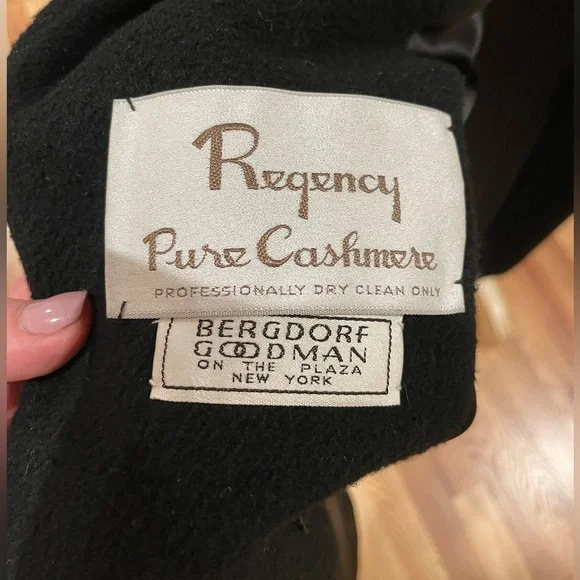 Regency
Pure Cashmere
PROFESSIONALLY DRY CLEAN ONLY
BERGDORF
GOODMAN
ON THE PLAZA
NEW YORK